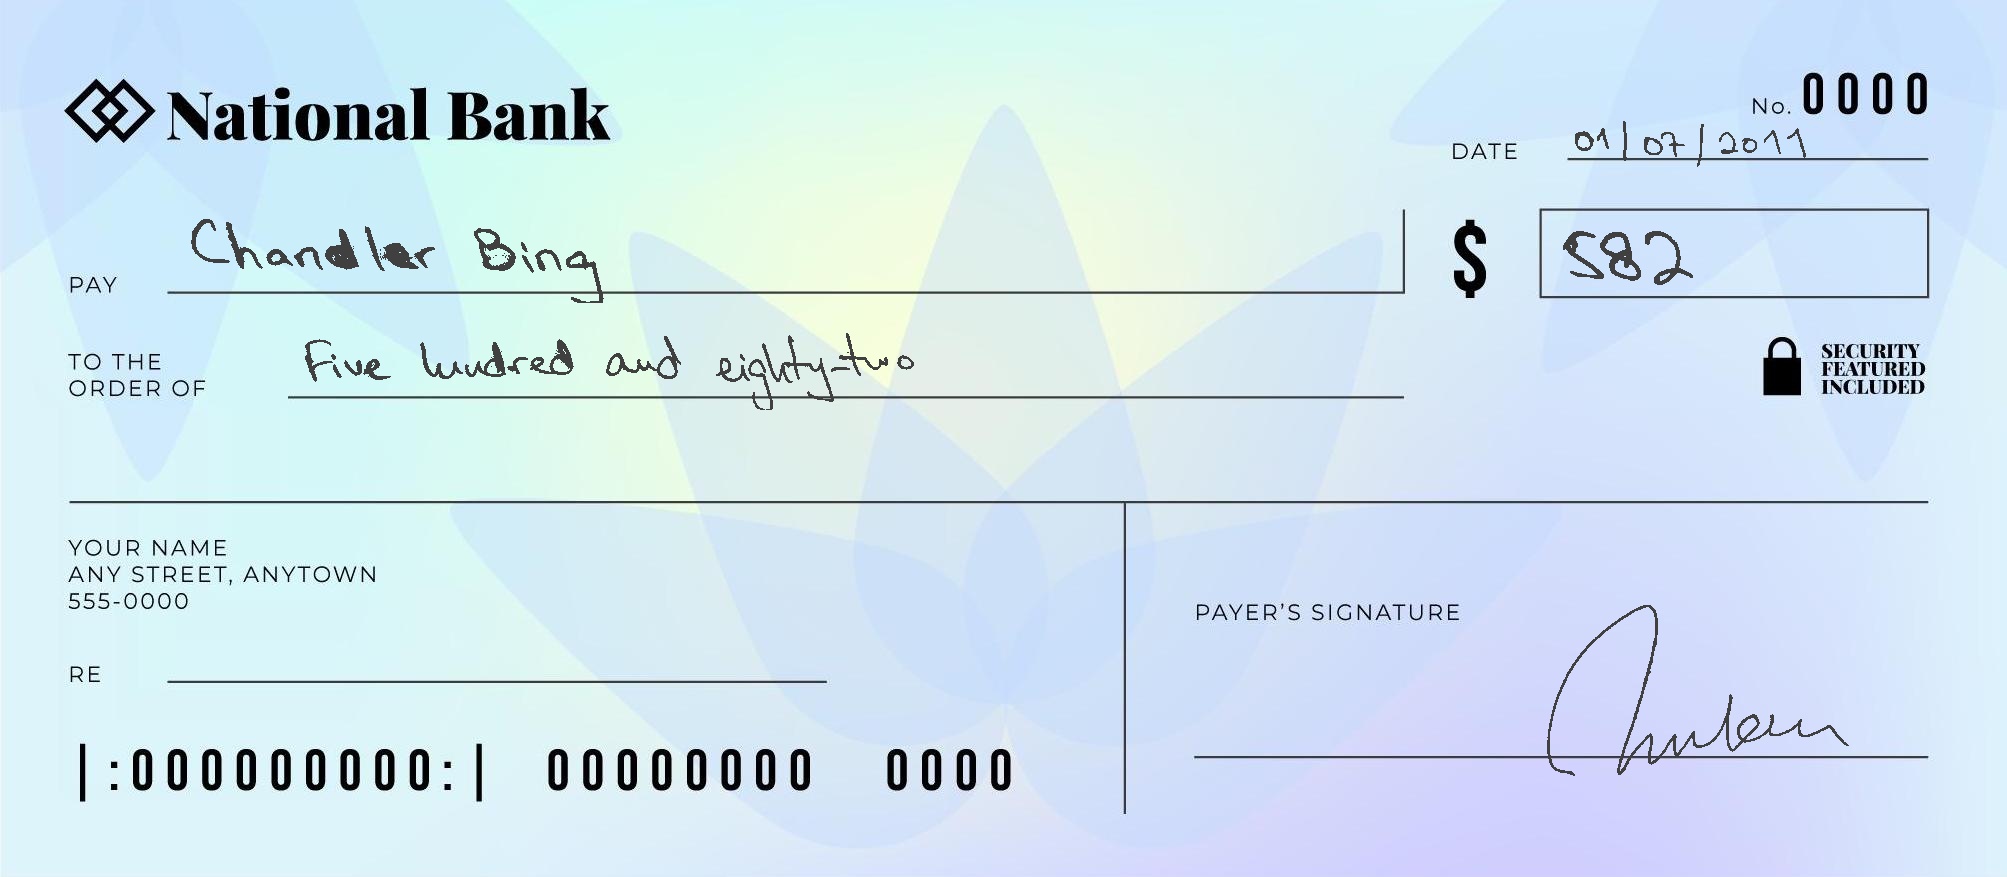 National Bank
No. 0000
DATE 01/07/2011
PAY Chandler Bing
$ 582
TO THE
ORDER OF Five hundred and eighty-two
SECURITY
FEATURED
INCLUDED
YOUR NAME
ANY STREET, ANYTOWN
555-0000
RE
PAYER'S SIGNATURE
|:000000000:| 00000000 0000